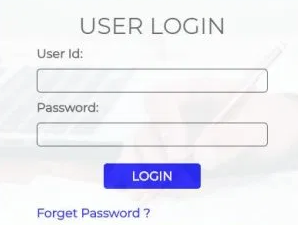 USER LOGIN
User Id:
Password:
LOGIN
Forget Password ?